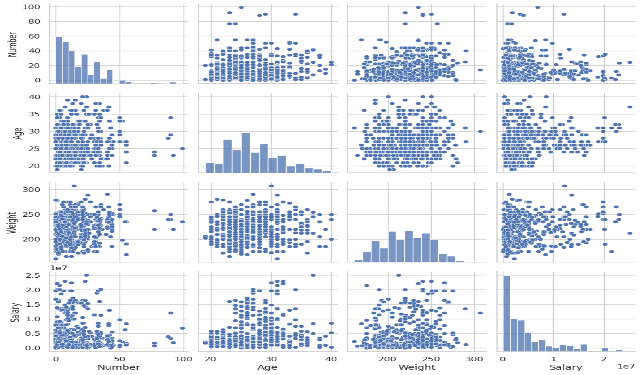 100
80
60
40
20
0
Number
40
35
30
25
20
Age
300
250
200
Weight
1e7
2.5
2.0
1.5
1.0
0.5
0.0
Salary
0 50 100
Number
20 30 40
Age
200 250 300
Weight
0 1 2
1e7
Salary